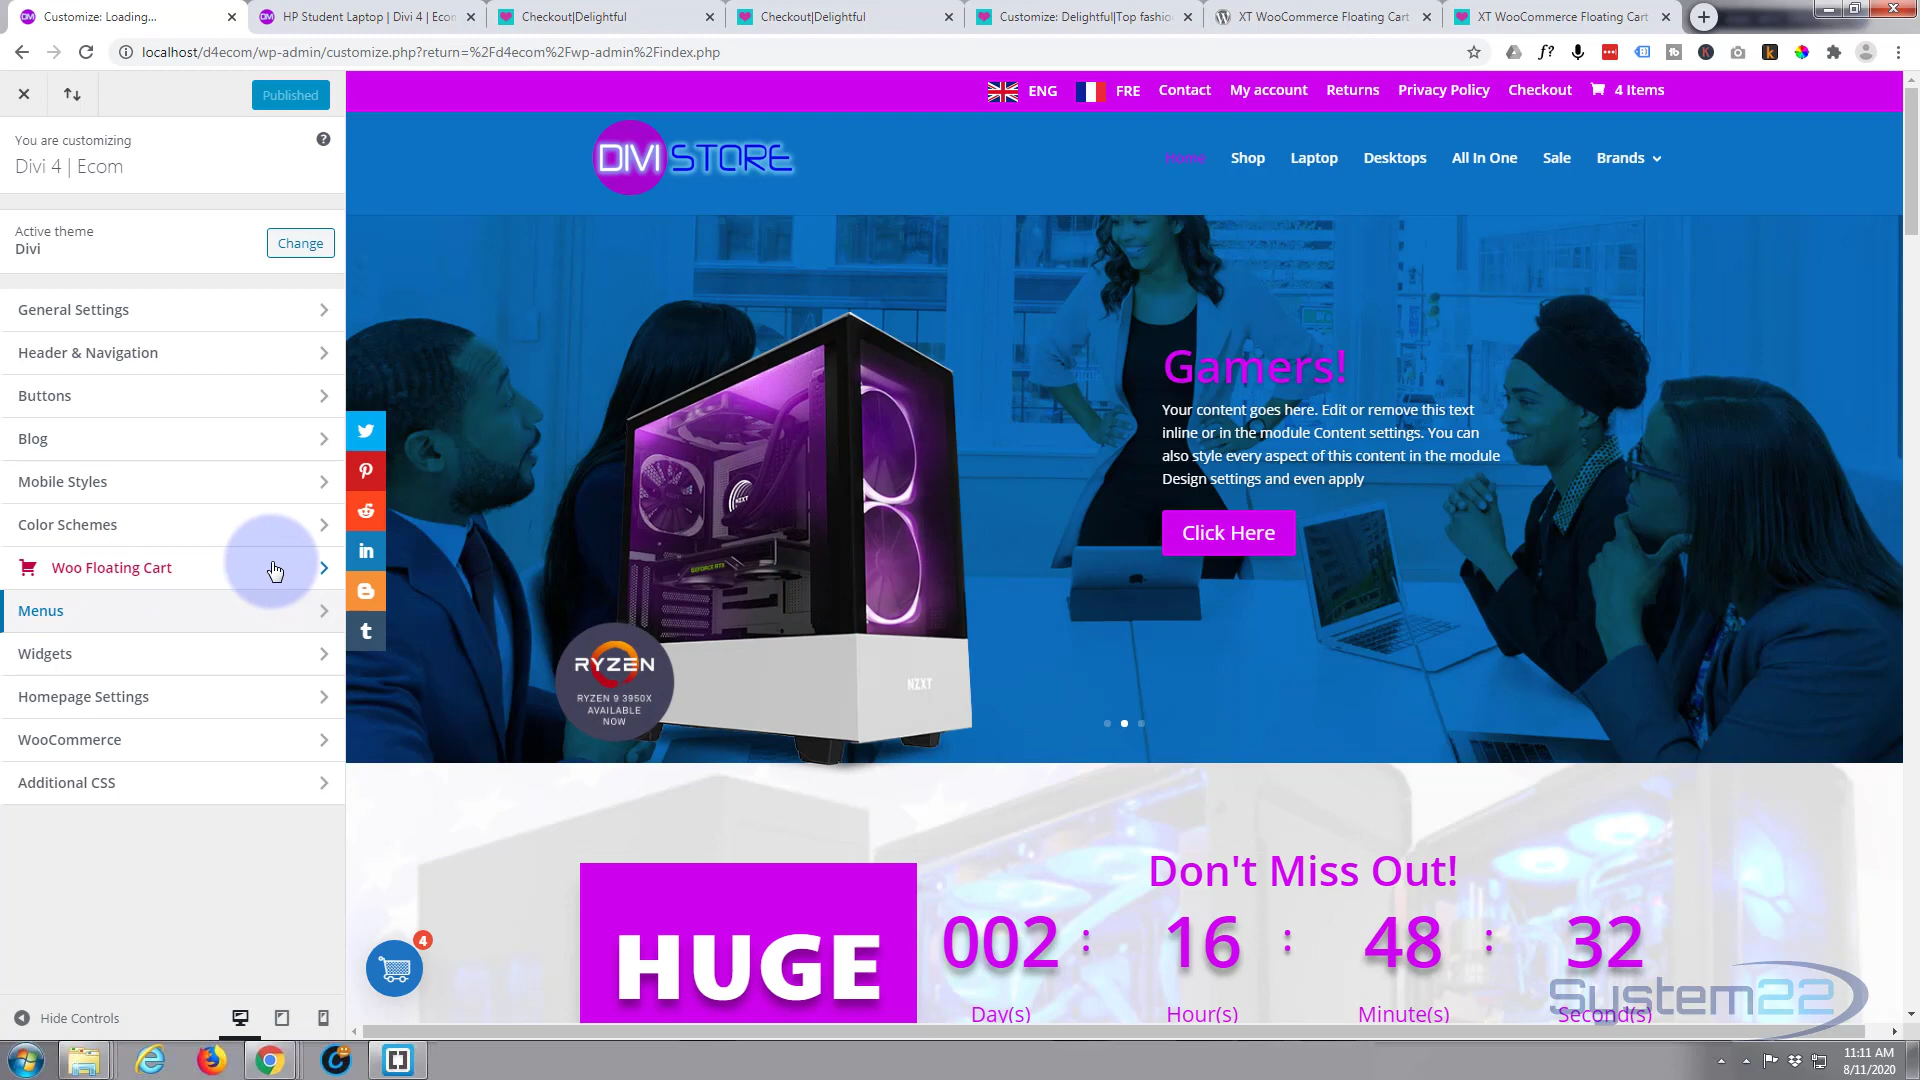 Customize: Loading...
HP Student Laptop | Divi 4 | Ecom
Checkout|Delightful
Checkout|Delightful
Customize: Delightful|Top fashio
XT WooCommerce Floating Cart
XT WooCommerce Floating Cart
localhost/d4ecom/wp-admin/customize.php?return=%2Fd4ecom%2Fwp-admin%2Findex.php
Published
You are customizing
Divi 4 | Ecom
Active theme
Divi
Change
General Settings
Header & Navigation
Buttons
Blog
Mobile Styles
Color Schemes
Woo Floating Cart
Menus
Widgets
Homepage Settings
WooCommerce
Additional CSS
Hide Controls
ENG FRE Contact My account Returns Privacy Policy Checkout 4 Items
DIVI STORE
Home Shop Laptop Desktops All In One Sale Brands
Gamers!
Your content goes here. Edit or remove this text
inline or in the module Content settings. You can
also style every aspect of this content in the module
Design settings and even apply
Click Here
NZXT
GEFORCE RTX
NZXT
RYZEN
RYZEN 9 3950X
AVAILABLE
NOW
Don't Miss Out!
HUGE
002 : 16 : 48 : 32
Day(s) Hour(s) Minute(s) Second(s)
4
System22
11:11 AM
8/11/2020